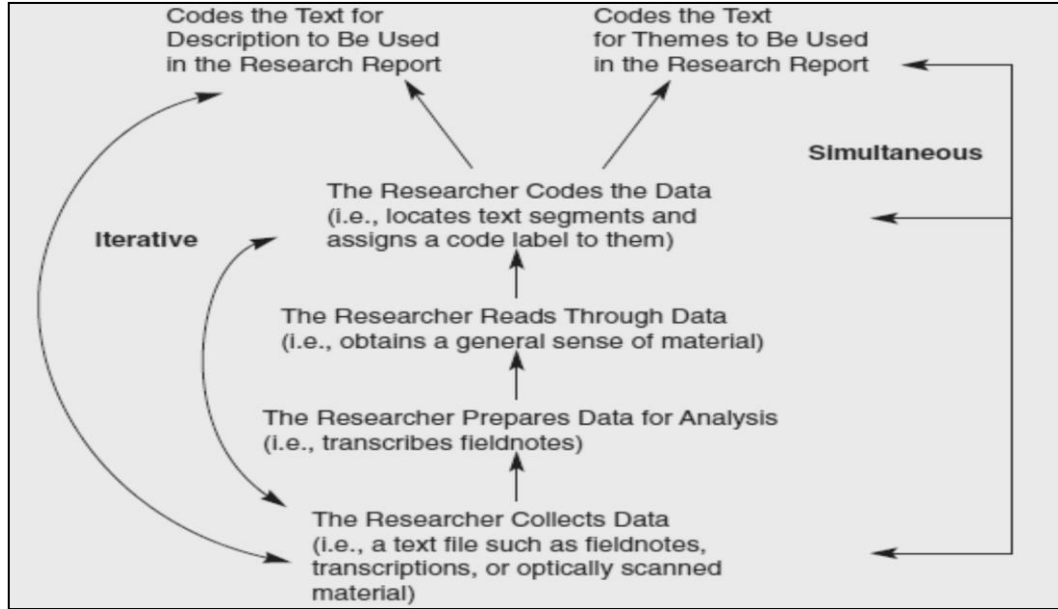 Codes the Text for
Description to Be Used
in the Research Report
Codes the Text
for Themes to Be Used
in the Research Report
Simultaneous
The Researcher Codes the Data
(i.e., locates text segments and
assigns a code label to them)
Iterative
The Researcher Reads Through Data
(i.e., obtains a general sense of material)
The Researcher Prepares Data for Analysis
(i.e., transcribes fieldnotes)
The Researcher Collects Data
(i.e., a text file such as fieldnotes,
transcriptions, or optically scanned
material)